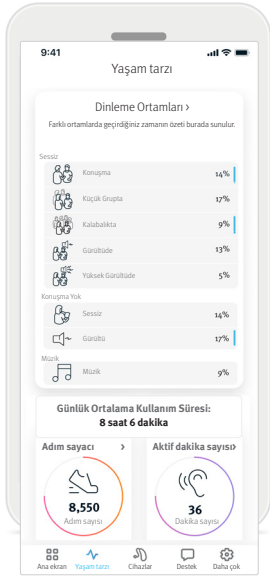 9:41
Yaşam tarzı
Dinleme Ortamları ›
Farklı ortamlarda geçirdiğiniz zamanın özeti burada sunulur.
Sessiz
Konuşma 14%
Küçük Grupta 17%
Kalabalıkta 9%
Gürültüde 13%
Yüksek Gürültüde 5%
Konuşma Yok
Sessiz 14%
Gürültü 17%
Müzik
Müzik 9%
Günlük Ortalama Kullanım Süresi:
8 saat 6 dakika
Adım sayacı › Aktif dakika sayısı›
8,550 36
Adım sayısı Dakika sayısı
Ana ekran Yaşam tarzı Cihazlar Destek Daha çok